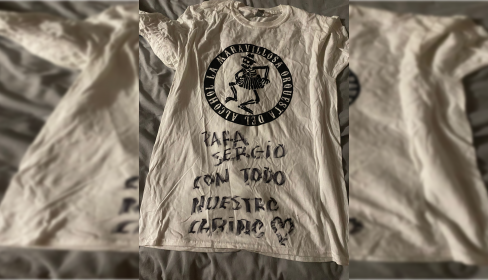 LA MARAVILLOSA ORQUESTA DEL ALCOHOL
PARA
SERGIO
CON TODO
NUESTRO
CARIÑO